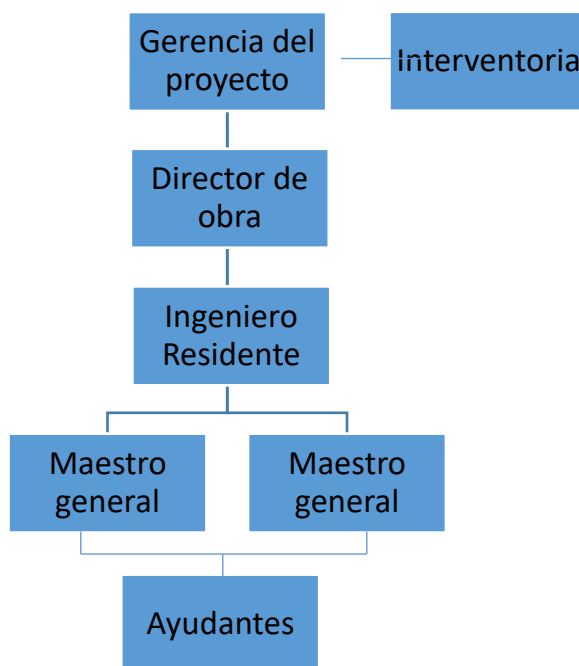 Gerencia del
proyecto
Interventoria
Director de
obra
Ingeniero
Residente
Maestro
general
Maestro
general
Ayudantes